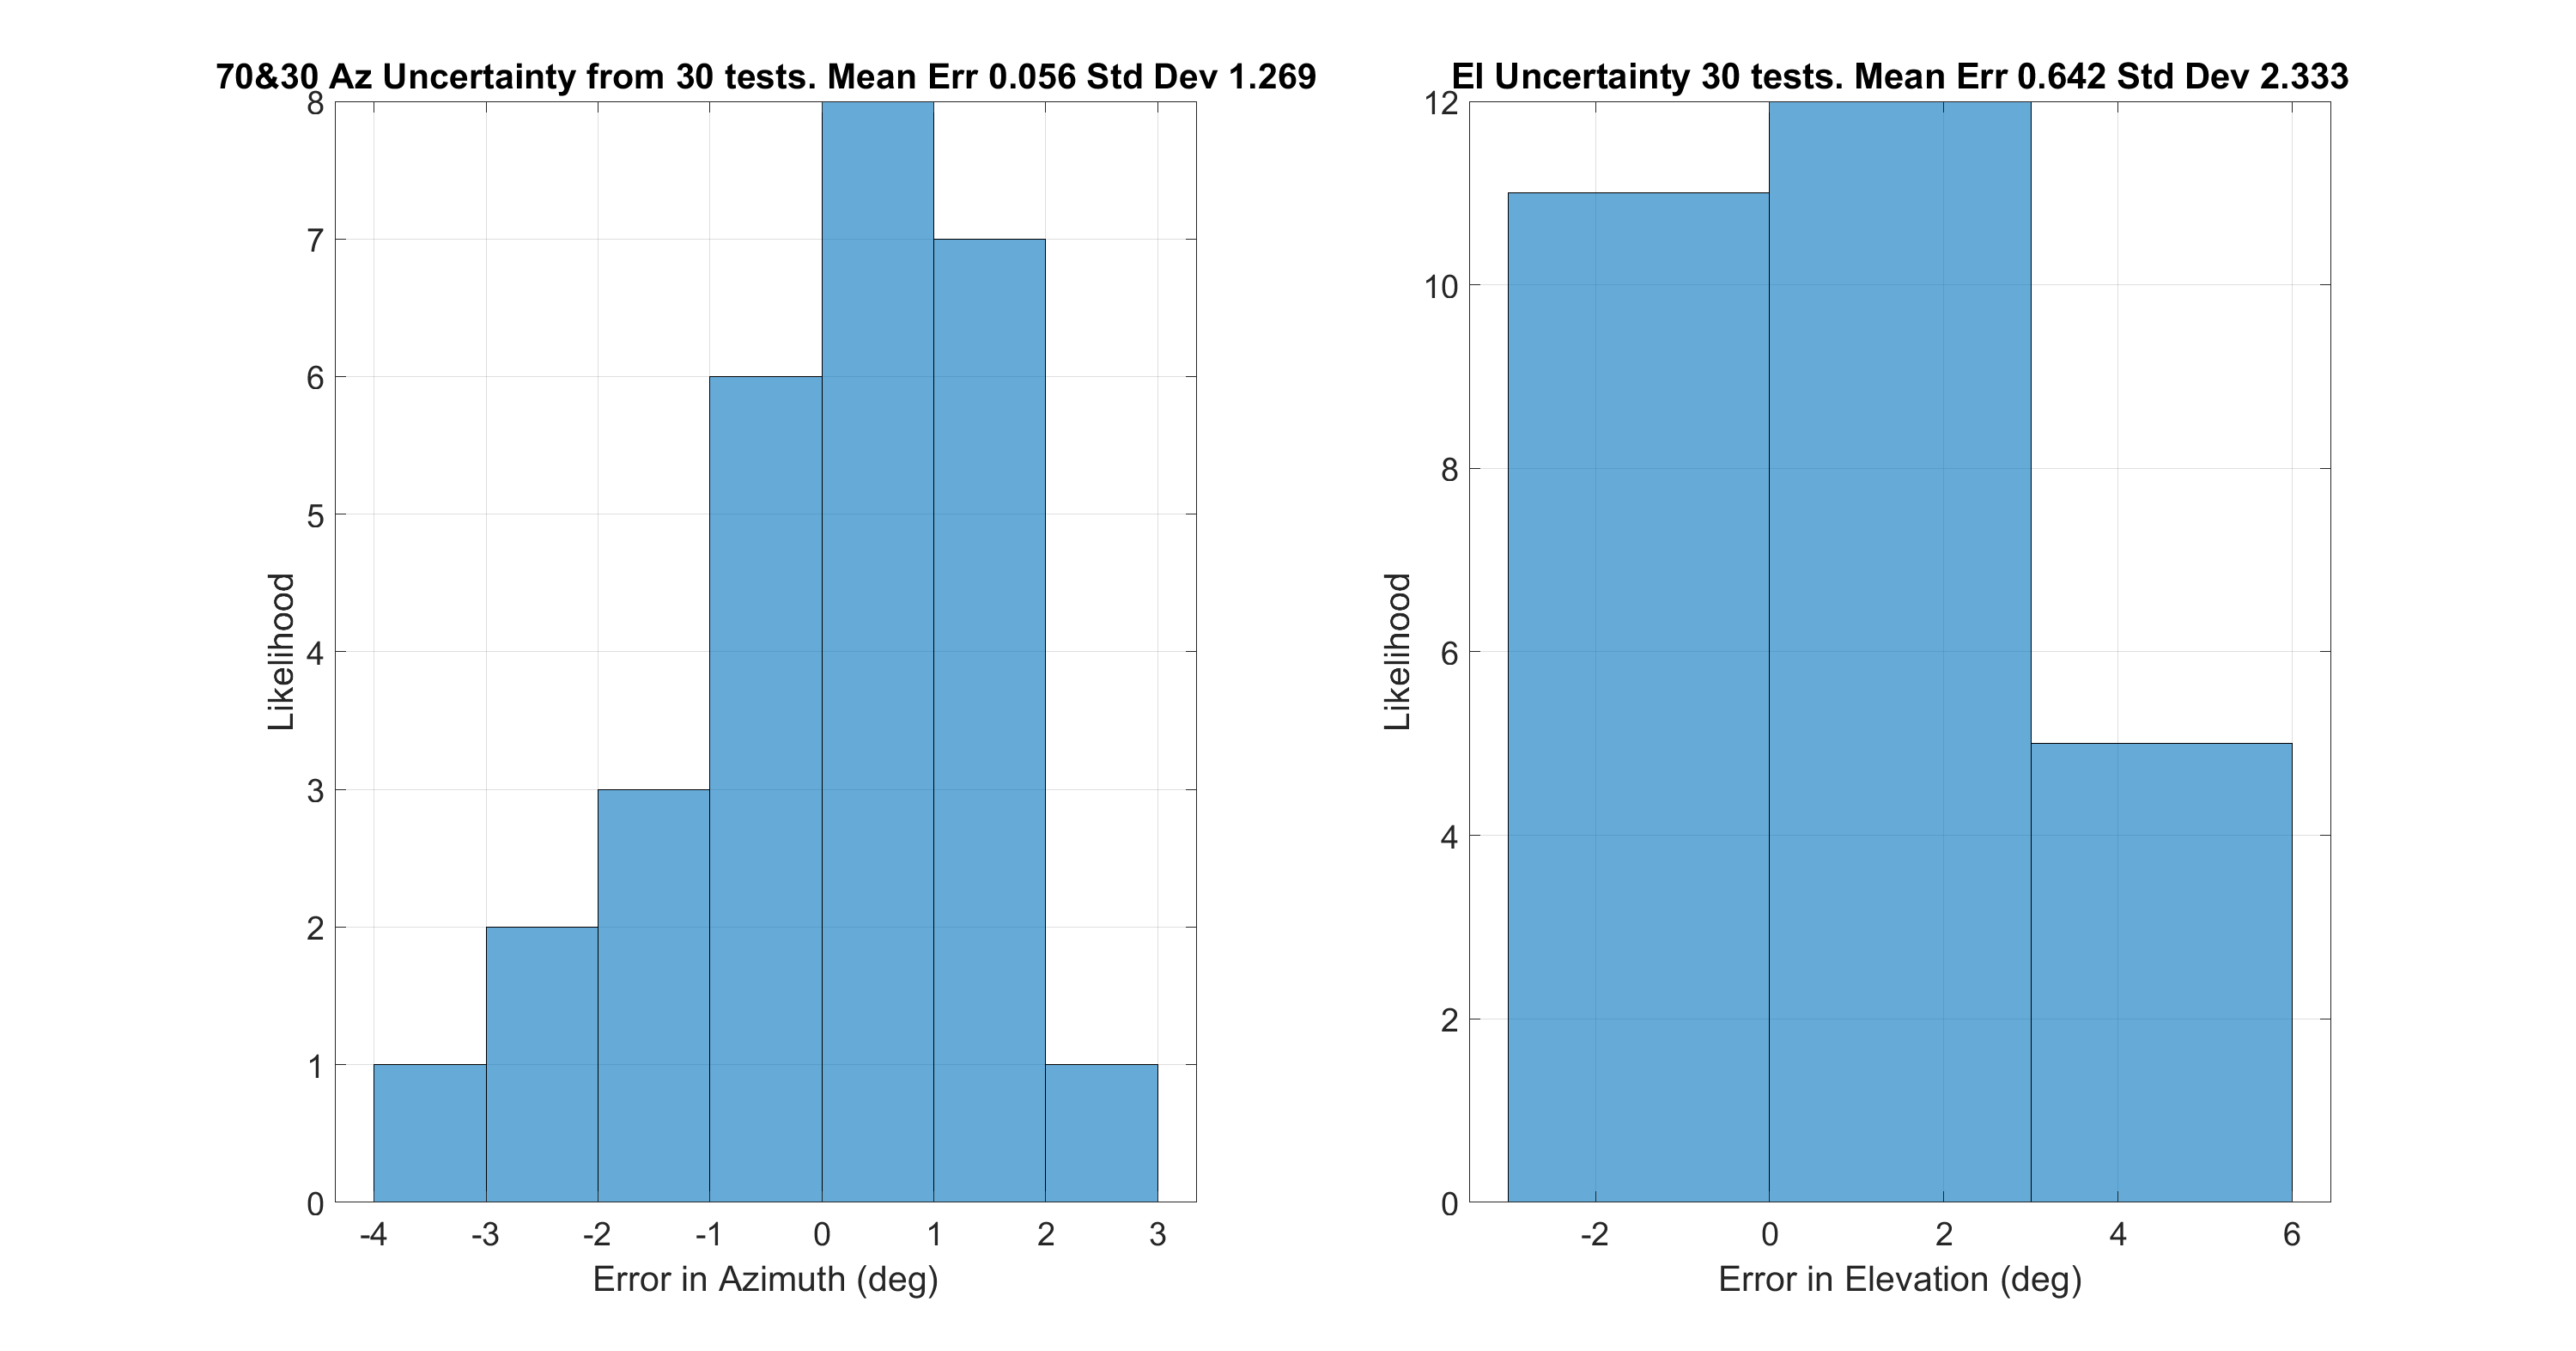 70&30 Az Uncertainty from 30 tests. Mean Err 0.056 Std Dev 1.269
8
7
6
5
4
3
2
1
0
Likelihood
-4 -3 -2 -1 0 1 2 3
Error in Azimuth (deg)
El Uncertainty 30 tests. Mean Err 0.642 Std Dev 2.333
12
10
8
6
4
2
0
Likelihood
-2 0 2 4 6
Error in Elevation (deg)